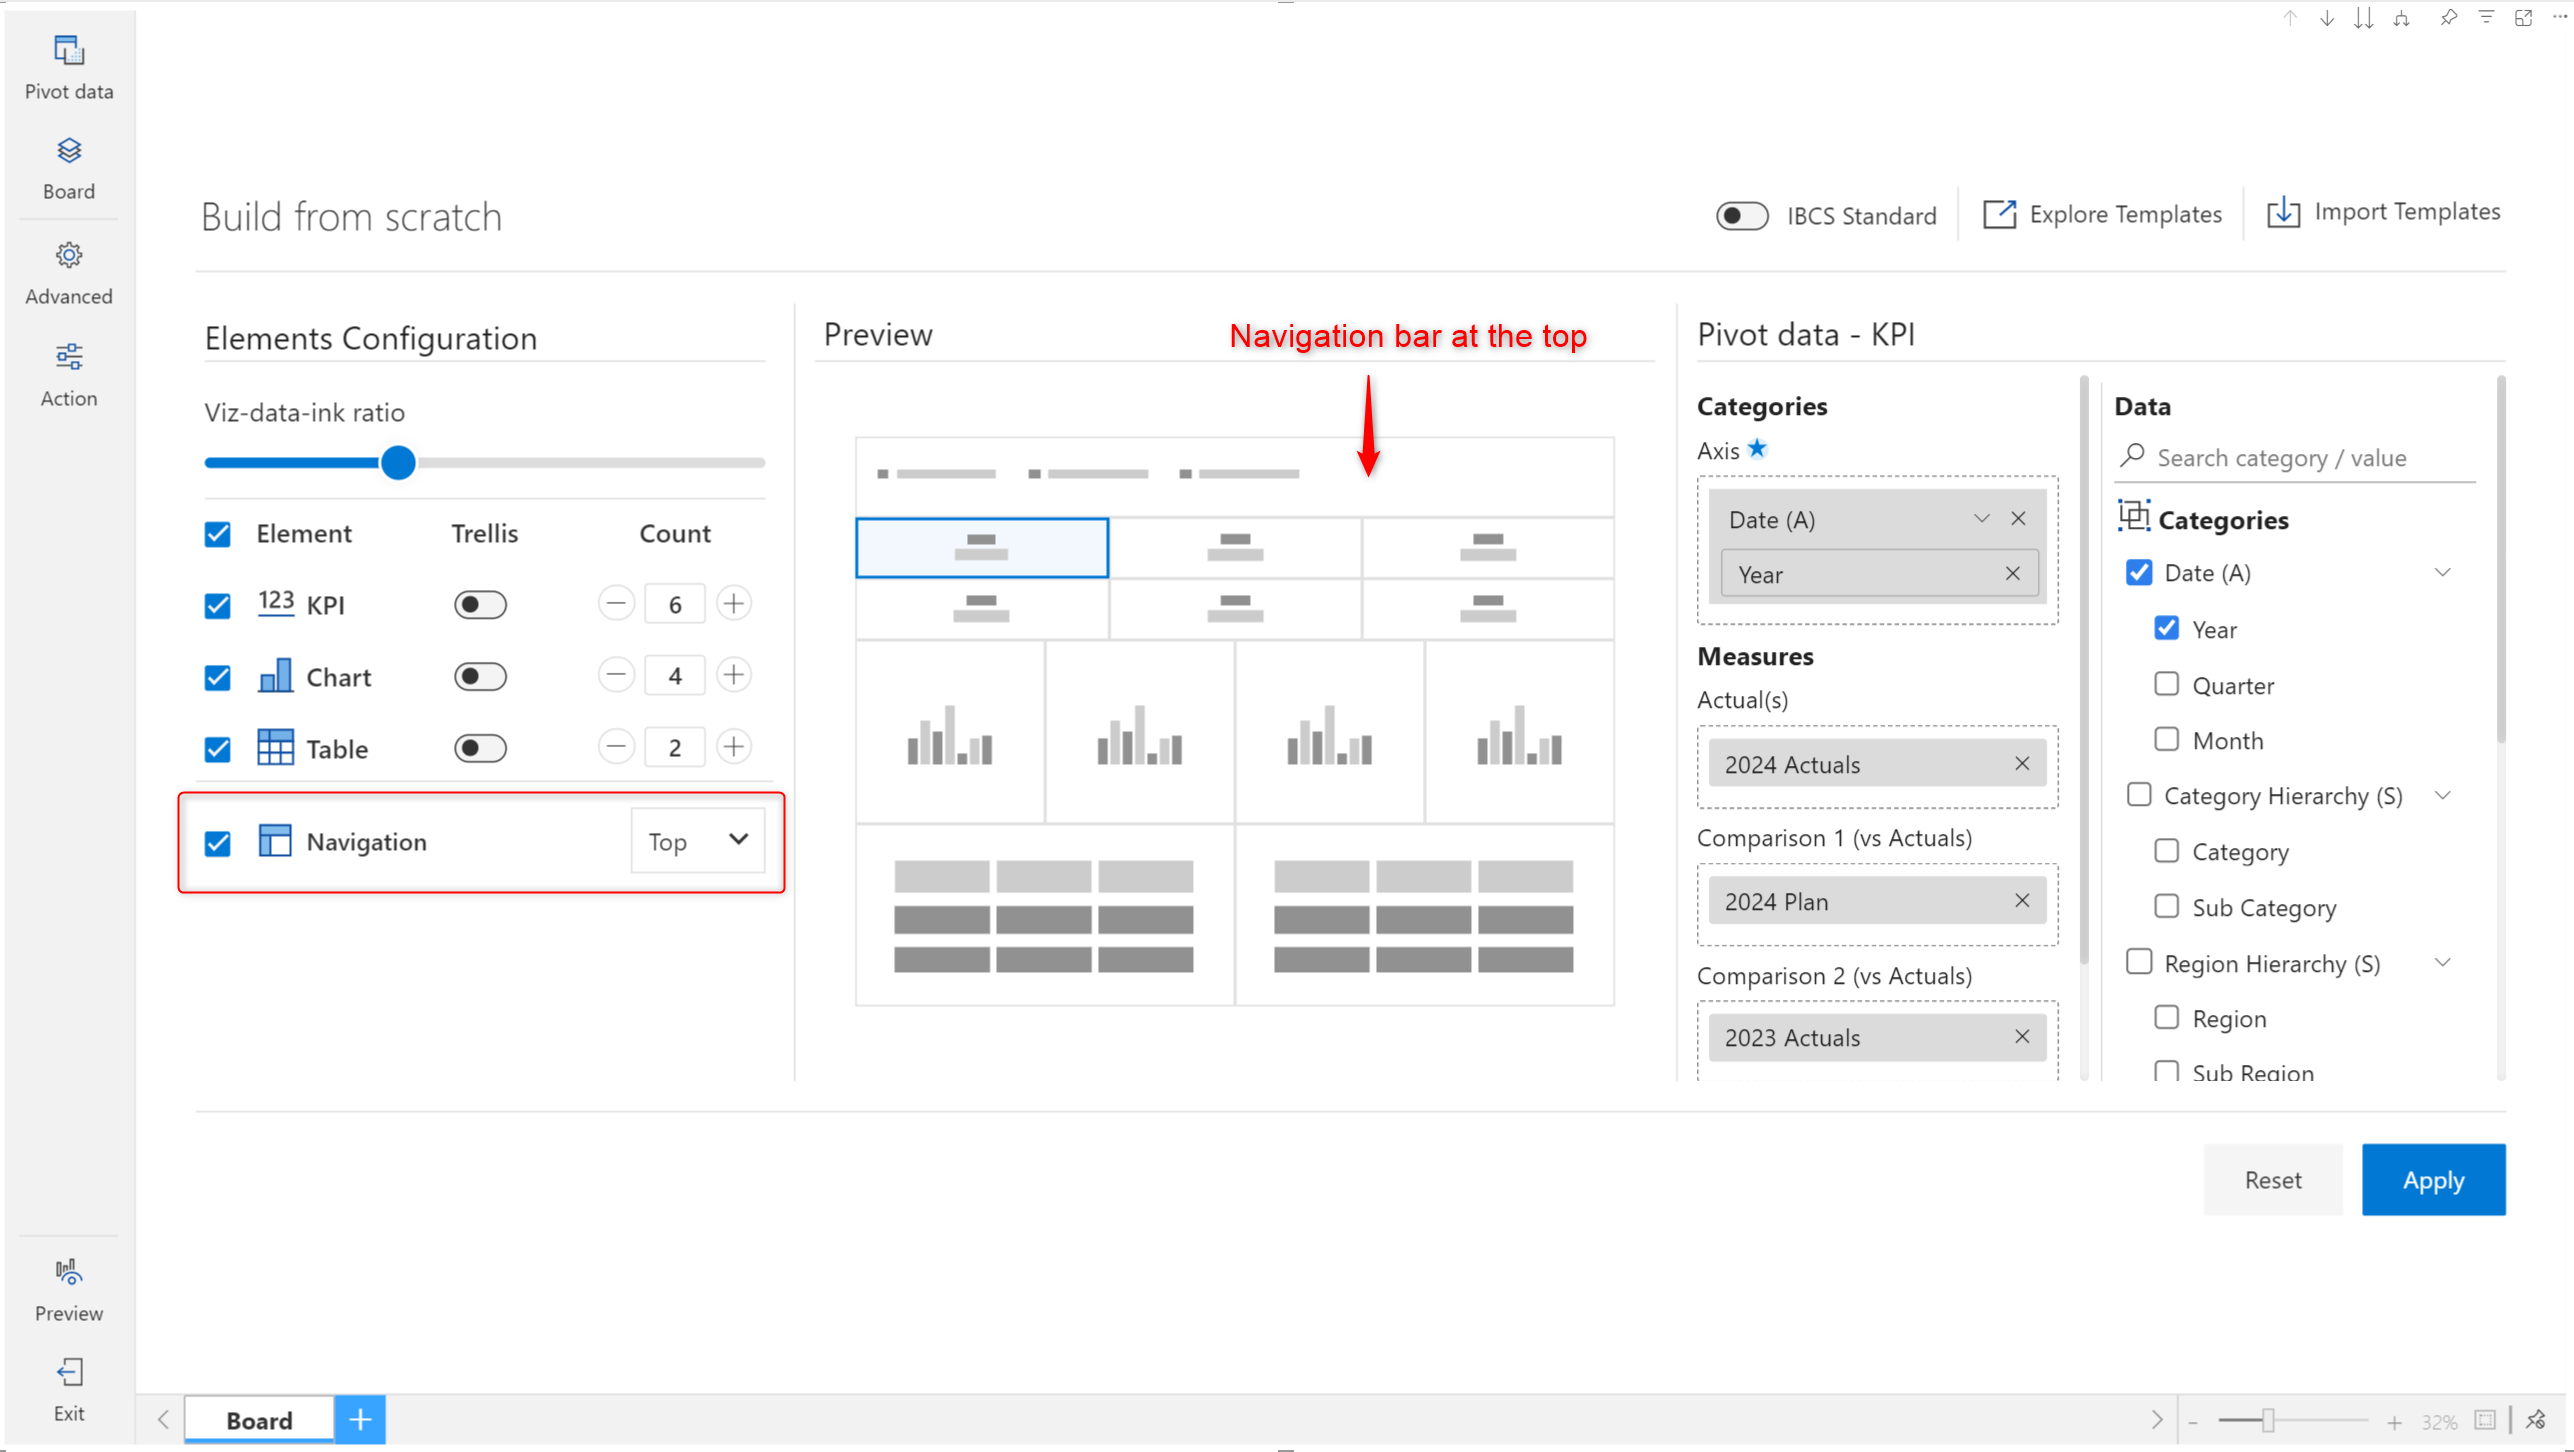 Pivot data
Board
Advanced
Action
Preview
Exit
Build from scratch
IBCS Standard
Explore Templates
Import Templates
Elements Configuration
Viz-data-ink ratio
Element Trellis Count
123 KPI 6
Chart 4
Table 2
Navigation Top
Preview
Navigation bar at the top
Pivot data - KPI
Categories
Axis
Date (A)
Year
Measures
Actual(s)
2024 Actuals
Comparison 1 (vs Actuals)
2024 Plan
Comparison 2 (vs Actuals)
2023 Actuals
Data
Search category / value
Categories
Date (A)
Year
Quarter
Month
Category Hierarchy (S)
Category
Sub Category
Region Hierarchy (S)
Region
Sub Region
Reset
Apply
Board
32%